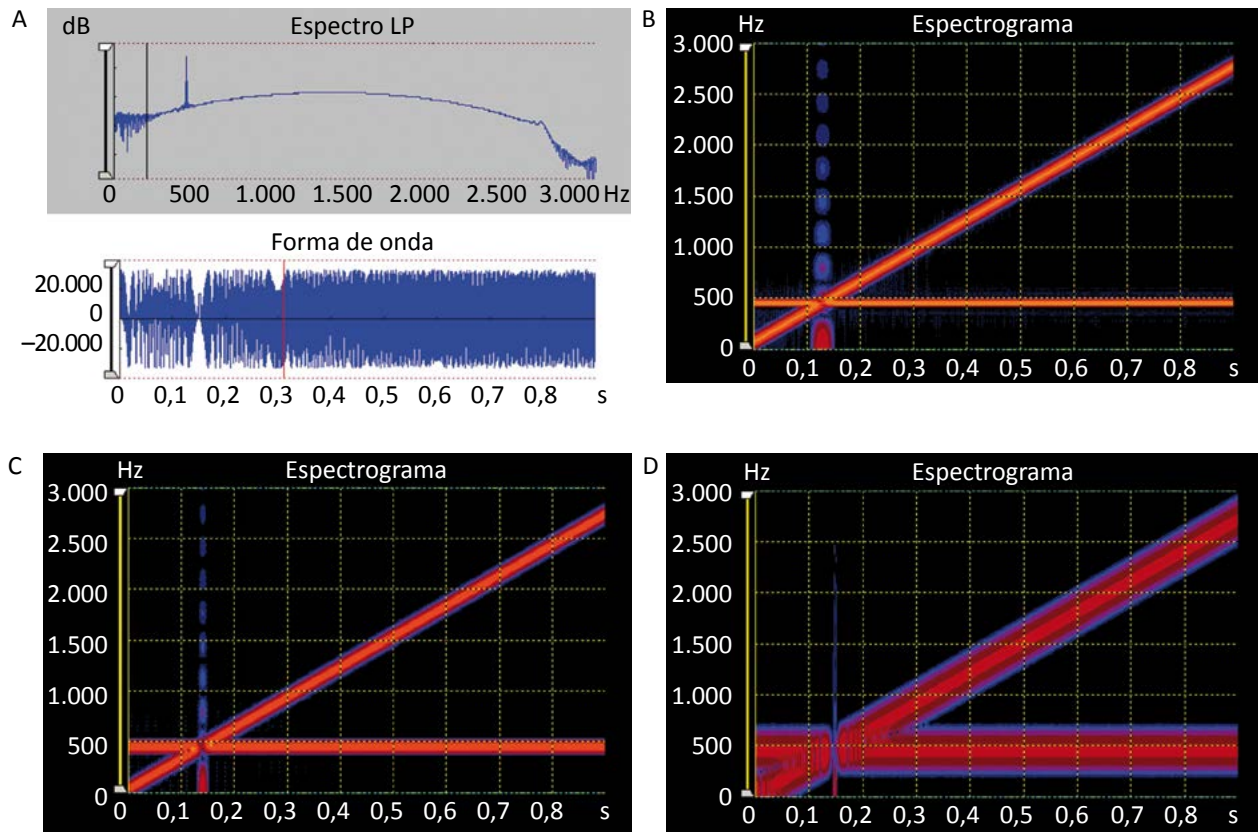 A
dB
Espectro LP
0 500 1.000 1.500 2.000 2.500 3.000 Hz
Forma de onda
20.000
0
–20.000
0 0,1 0,2 0,3 0,4 0,5 0,6 0,7 0,8 s
B
Hz
Espectrograma
3.000
2.500
2.000
1.500
1.000
500
0
0 0,1 0,2 0,3 0,4 0,5 0,6 0,7 0,8 s
C
Hz
Espectrograma
3.000
2.500
2.000
1.500
1.000
500
0
0 0,1 0,2 0,3 0,4 0,5 0,6 0,7 0,8 s
D
Hz
Espectrograma
3.000
2.500
2.000
1.500
1.000
500
0
0 0,1 0,2 0,3 0,4 0,5 0,6 0,7 0,8 s